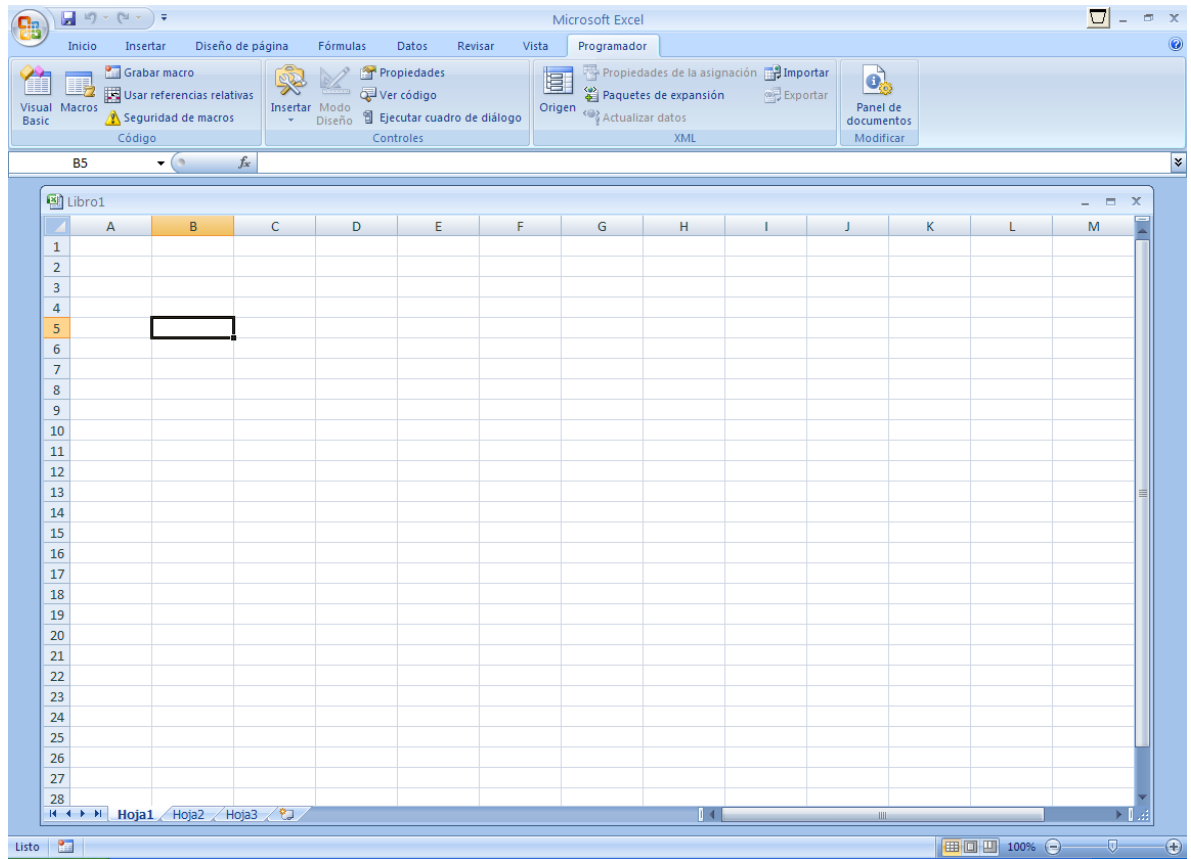 Microsoft Excel
Inicio Insertar Diseño de página Fórmulas Datos Revisar Vista Programador
Visual Basic
Macros
Grabar macro
Usar referencias relativas
Seguridad de macros
Código
Insertar
Modo Diseño
Propiedades
Ver código
Ejecutar cuadro de diálogo
Controles
Origen
Propiedades de la asignación
Paquetes de expansión
Actualizar datos
Importar
Exportar
XML
Panel de documentos
Modificar
B5 fx
Libro1
A B C D E F G H I J K L M
1
2
3
4
5
6
7
8
9
10
11
12
13
14
15
16
17
18
19
20
21
22
23
24
25
26
27
28
Hoja1 Hoja2 Hoja3
Listo 100%